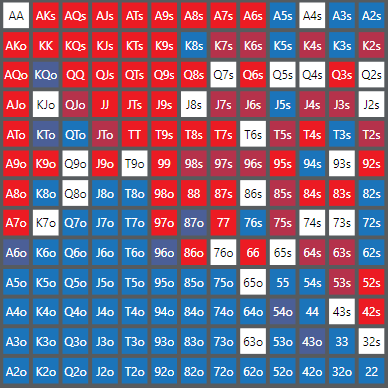 AA AKs AQs AJs ATs A9s A8s A7s A6s A5s A4s A3s A2s
AKo KK KQs KJs KTs K9s K8s K7s K6s K5s K4s K3s K2s
AQo KQo QQ QJs QTs Q9s Q8s Q7s Q6s Q5s Q4s Q3s Q2s
AJo KJo QJo JJ JTs J9s J8s J7s J6s J5s J4s J3s J2s
ATo KTo QTo JTo TT T9s T8s T7s T6s T5s T4s T3s T2s
A9o K9o Q9o J9o T9o 99 98s 97s 96s 95s 94s 93s 92s
A8o K8o Q8o J8o T8o 98o 88 87s 86s 85s 84s 83s 82s
A7o K7o Q7o J7o T7o 97o 87o 77 76s 75s 74s 73s 72s
A6o K6o Q6o J6o T6o 96o 86o 76o 66 65s 64s 63s 62s
A5o K5o Q5o J5o T5o 95o 85o 75o 65o 55 54s 53s 52s
A4o K4o Q4o J4o T4o 94o 84o 74o 64o 54o 44 43s 42s
A3o K3o Q3o J3o T3o 93o 83o 73o 63o 53o 43o 33 32s
A2o K2o Q2o J2o T2o 92o 82o 72o 62o 52o 42o 32o 22